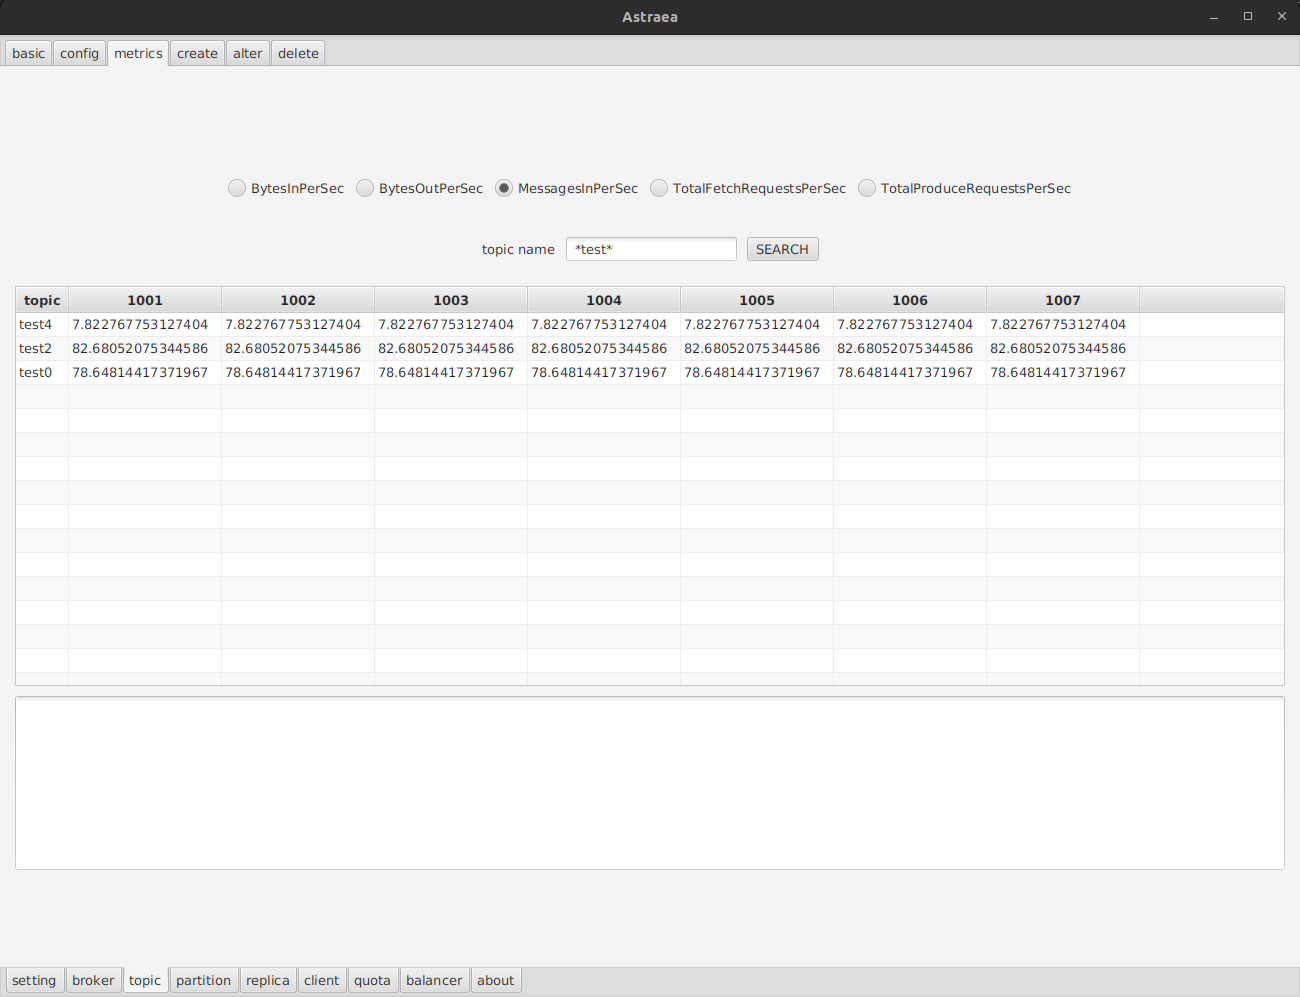 Astraea
basic config metrics create alter delete
BytesInPerSec BytesOutPerSec MessagesInPerSec TotalFetchRequestsPerSec TotalProduceRequestsPerSec
topic name *test* SEARCH
topic 1001 1002 1003 1004 1005 1006 1007
test4 7.822767753127404 7.822767753127404 7.822767753127404 7.822767753127404 7.822767753127404 7.822767753127404 7.822767753127404
test2 82.68052075344586 82.68052075344586 82.68052075344586 82.68052075344586 82.68052075344586 82.68052075344586 82.68052075344586
test0 78.64814417371967 78.64814417371967 78.64814417371967 78.64814417371967 78.64814417371967 78.64814417371967 78.64814417371967
setting broker topic partition replica client quota balancer about